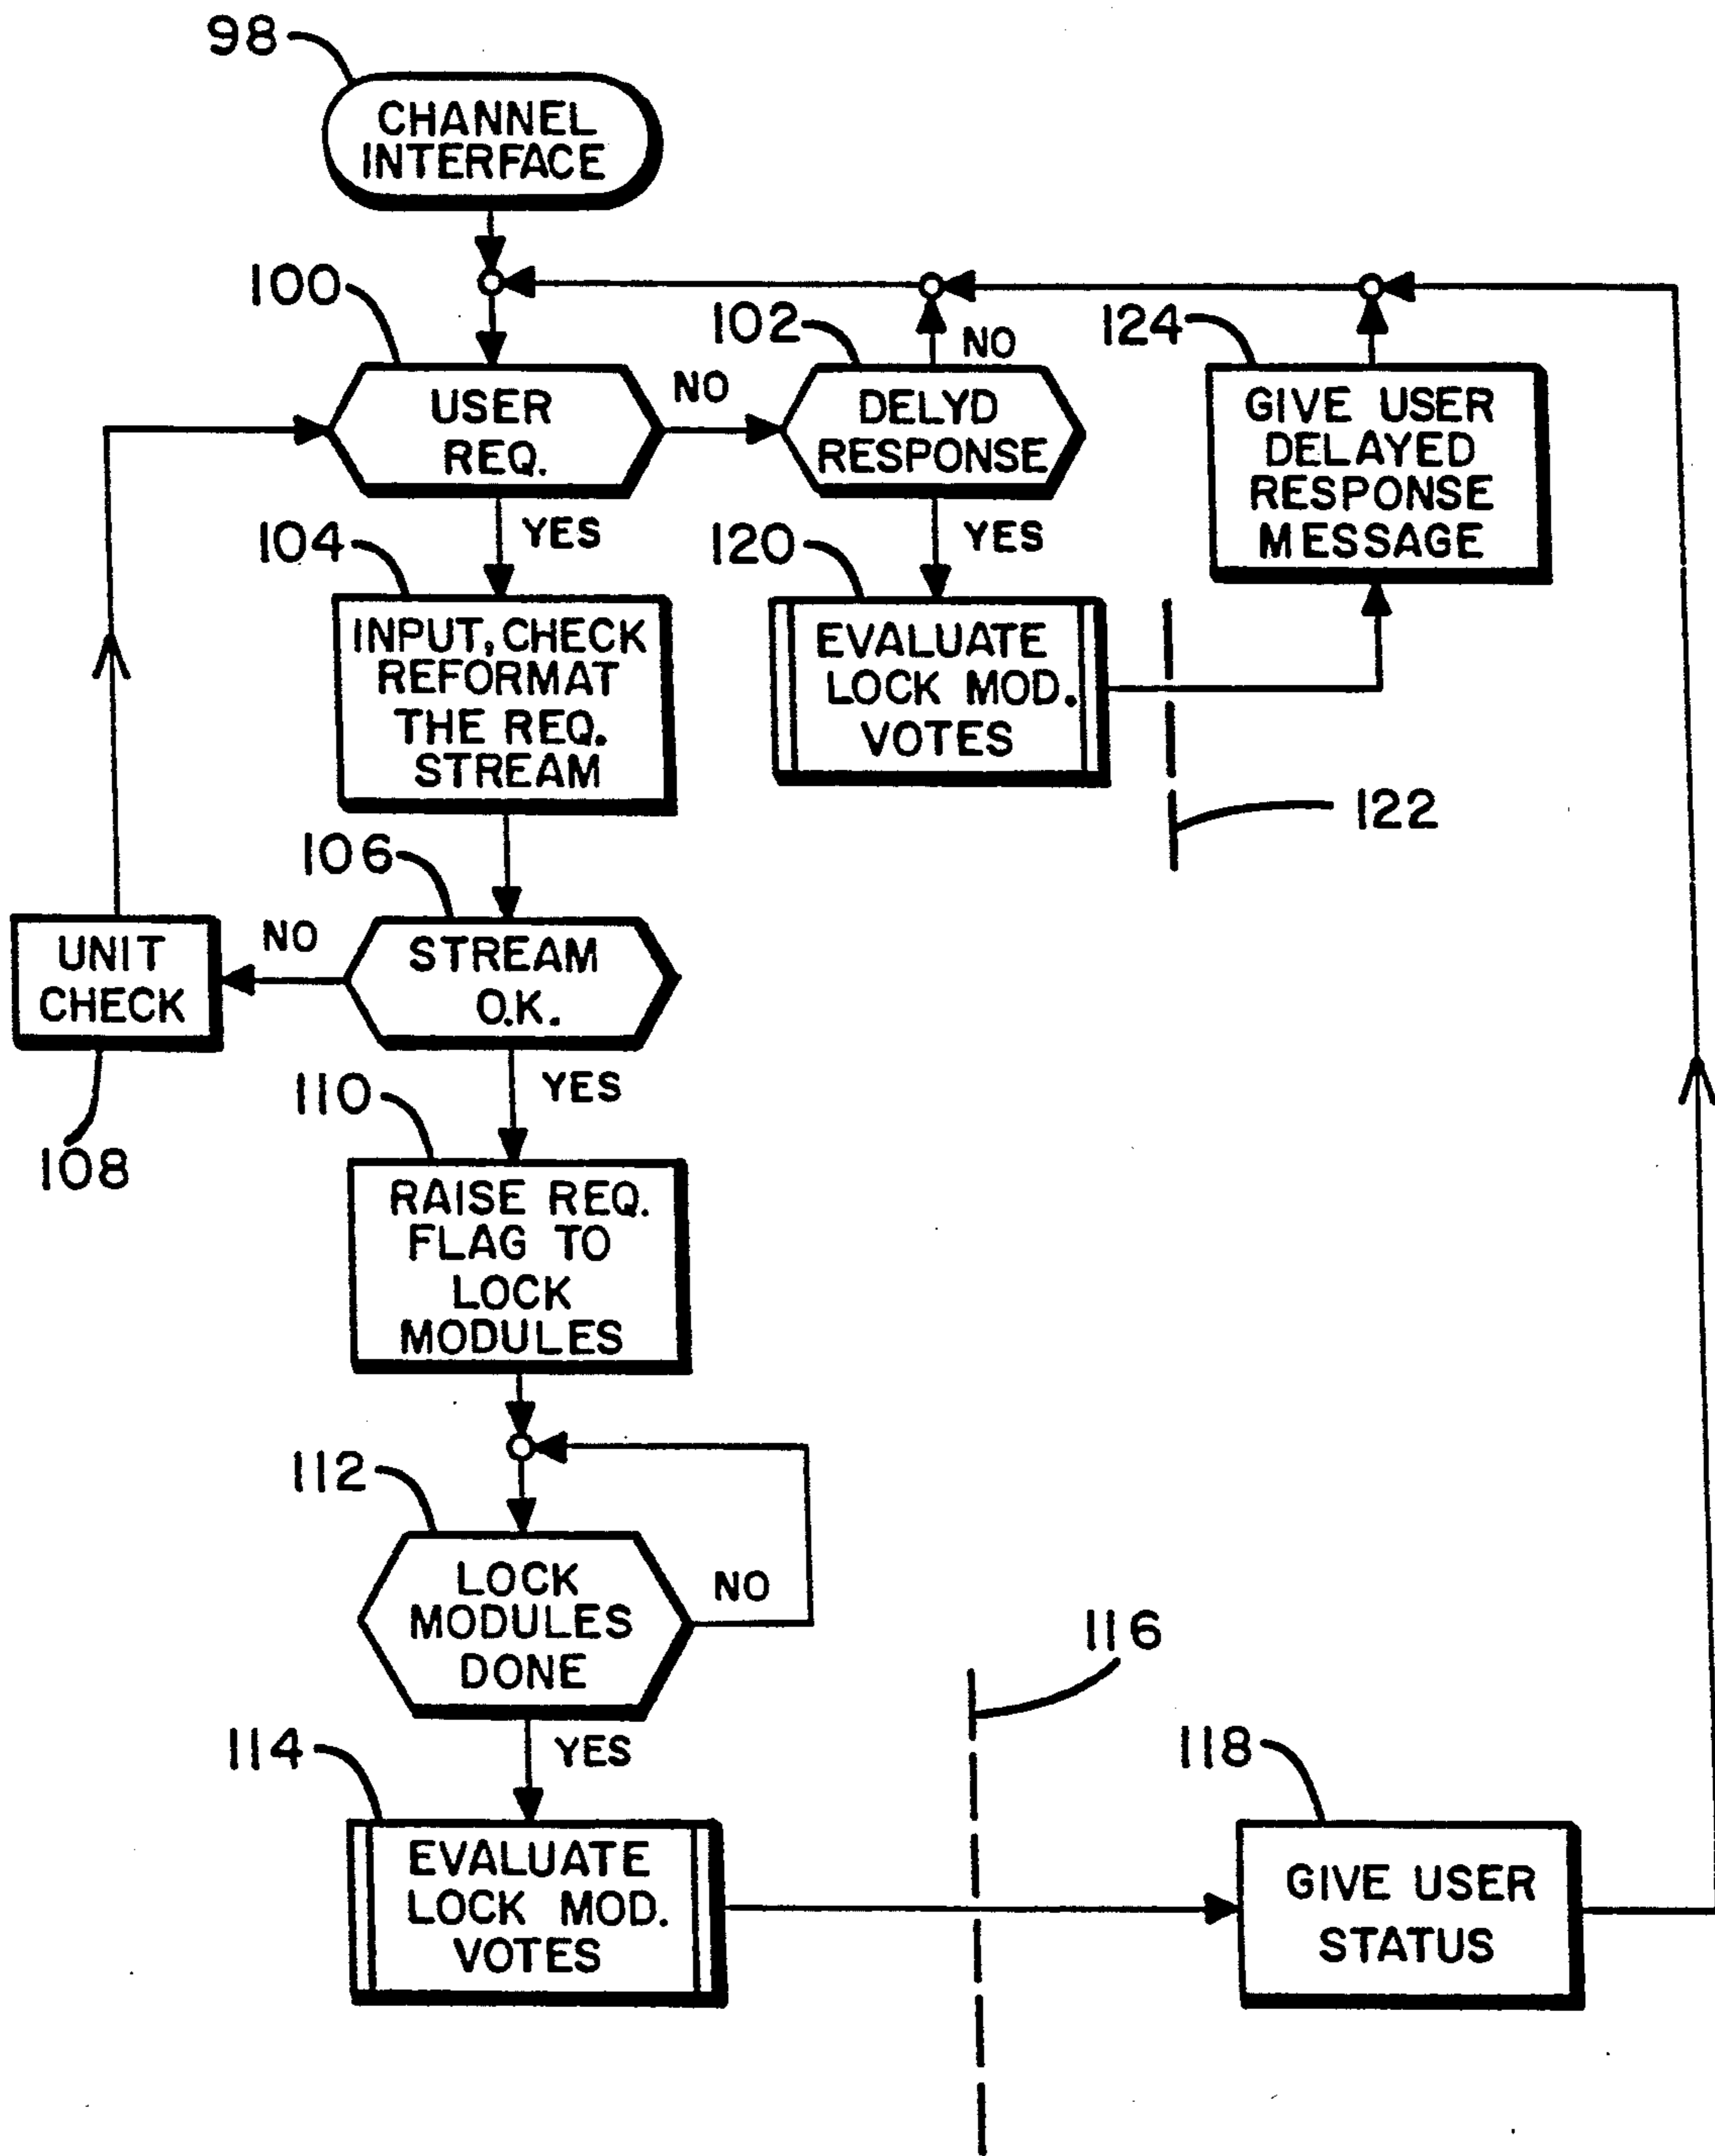 98
CHANNEL
INTERFACE
100
USER
REQ.
NO
102
NO
DELYD
RESPONSE
124
GIVE USER
DELAYED
RESPONSE
MESSAGE
YES
104
INPUT, CHECK
REFORMAT
THE REQ.
STREAM
YES
120
EVALUATE
LOCK MOD.
VOTES
122
106
STREAM
O.K.
NO
UNIT
CHECK
108
YES
110
RAISE REQ.
FLAG TO
LOCK
MODULES
112
LOCK
MODULES
DONE
NO
YES
114
EVALUATE
LOCK MOD.
VOTES
116
118
GIVE USER
STATUS